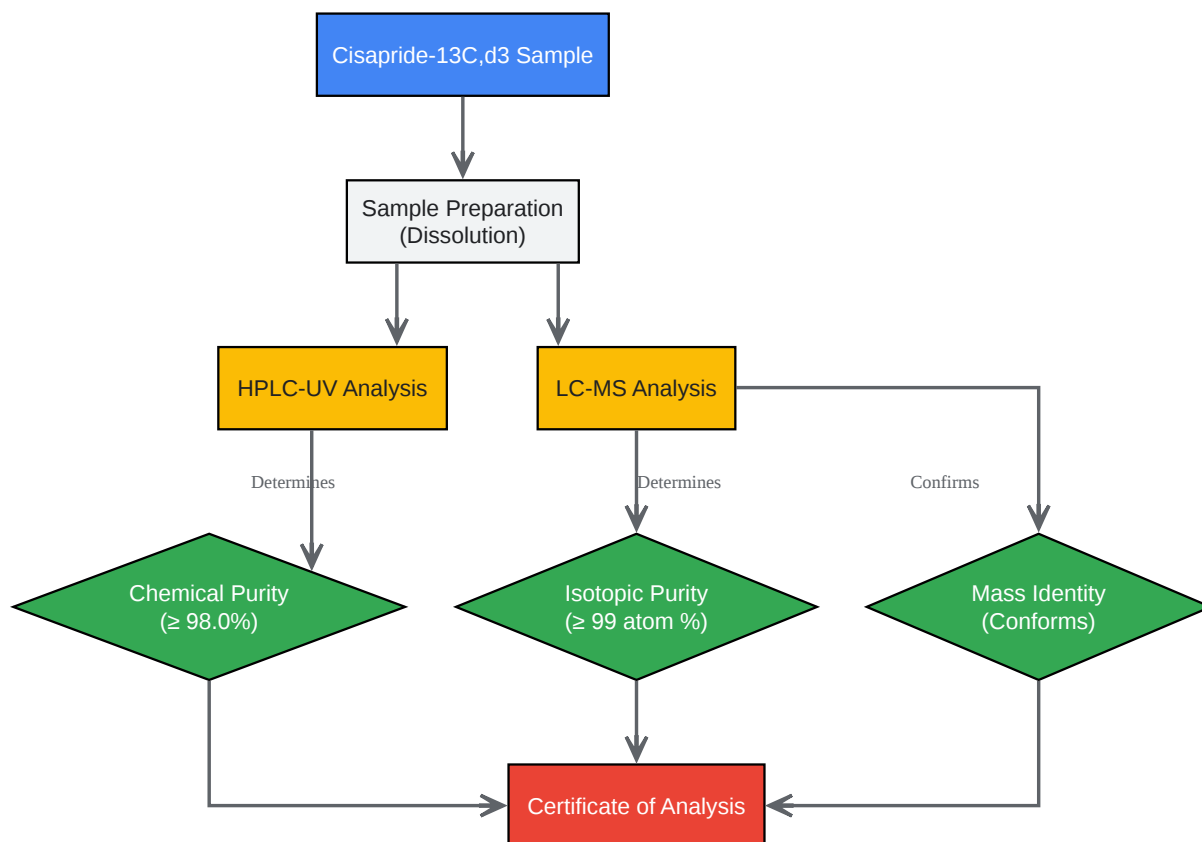 Cisapride-13C,d3 Sample
Sample Preparation
(Dissolution)
HPLC-UV Analysis
LC-MS Analysis
Determines
Determines
Confirms
Chemical Purity
(≥ 98.0%)
Isotopic Purity
(≥ 99 atom %)
Mass Identity
(Conforms)
Certificate of Analysis